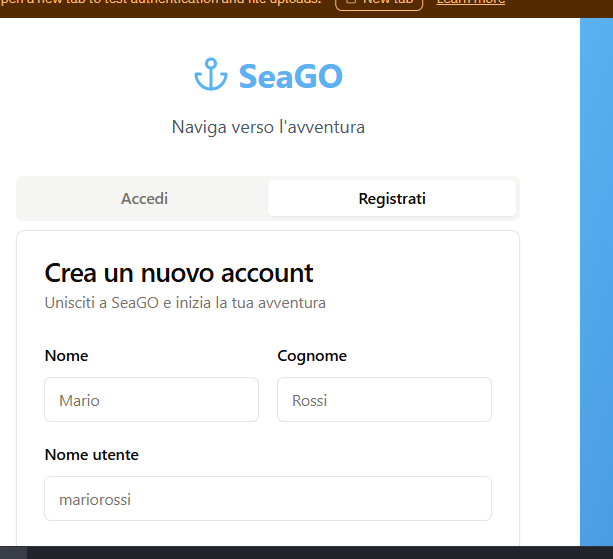 pen a new tab to test authentication and file uploads. New tab Learn more
SeaGO
Naviga verso l'avventura
Accedi Registrati
Crea un nuovo account
Unisciti a SeaGO e inizia la tua avventura
Nome Cognome
Mario Rossi
Nome utente
mariorossi